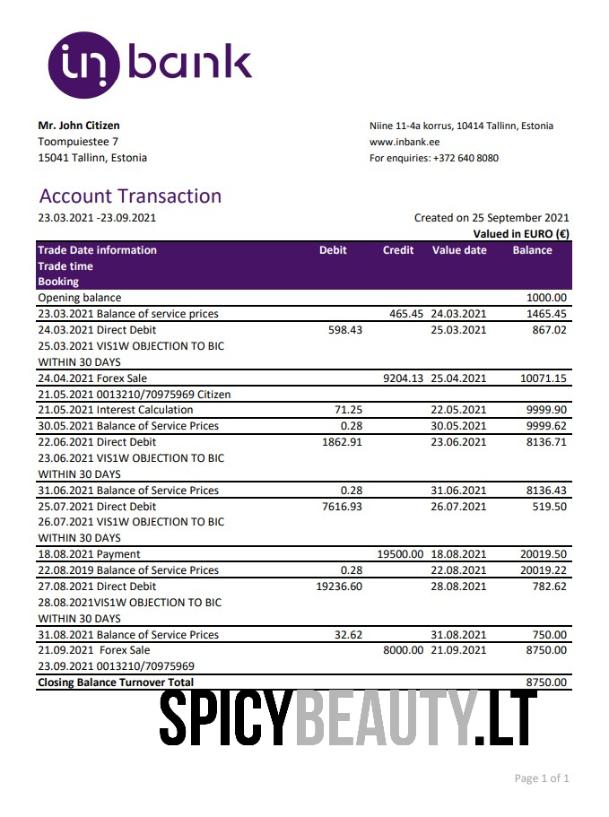 inbank
Mr. John Citizen
Toompuiestee 7
15041 Tallinn, Estonia
Niine 11-4a korrus, 10414 Tallinn, Estonia
www.inbank.ee
For enquiries: +372 640 8080
Account Transaction
23.03.2021 -23.09.2021
Created on 25 September 2021
Valued in EURO (€)
Trade Date information Debit Credit Value date Balance
Trade time
Booking
Opening balance 1000.00
23.03.2021 Balance of service prices 465.45 24.03.2021 1465.45
24.03.2021 Direct Debit 598.43 25.03.2021 867.02
25.03.2021 VIS1W OBJECTION TO BIC
WITHIN 30 DAYS
24.04.2021 Forex Sale 9204.13 25.04.2021 10071.15
21.05.2021 0013210/70975969 Citizen
21.05.2021 Interest Calculation 71.25 22.05.2021 9999.90
30.05.2021 Balance of Service Prices 0.28 30.05.2021 9999.62
22.06.2021 Direct Debit 1862.91 23.06.2021 8136.71
23.06.2021 VIS1W OBJECTION TO BIC
WITHIN 30 DAYS
31.06.2021 Balance of Service Prices 0.28 31.06.2021 8136.43
25.07.2021 Direct Debit 7616.93 26.07.2021 519.50
26.07.2021 VIS1W OBJECTION TO BIC
WITHIN 30 DAYS
18.08.2021 Payment 19500.00 18.08.2021 20019.50
22.08.2019 Balance of Service Prices 0.28 22.08.2021 20019.22
27.08.2021 Direct Debit 19236.60 28.08.2021 782.62
28.08.2021VIS1W OBJECTION TO BIC
WITHIN 30 DAYS
31.08.2021 Balance of Service Prices 32.62 31.08.2021 750.00
21.09.2021 Forex Sale 8000.00 21.09.2021 8750.00
23.09.2021 0013210/70975969
Closing Balance Turnover Total 8750.00
SPICYBEAUTY.LT
Page 1 of 1